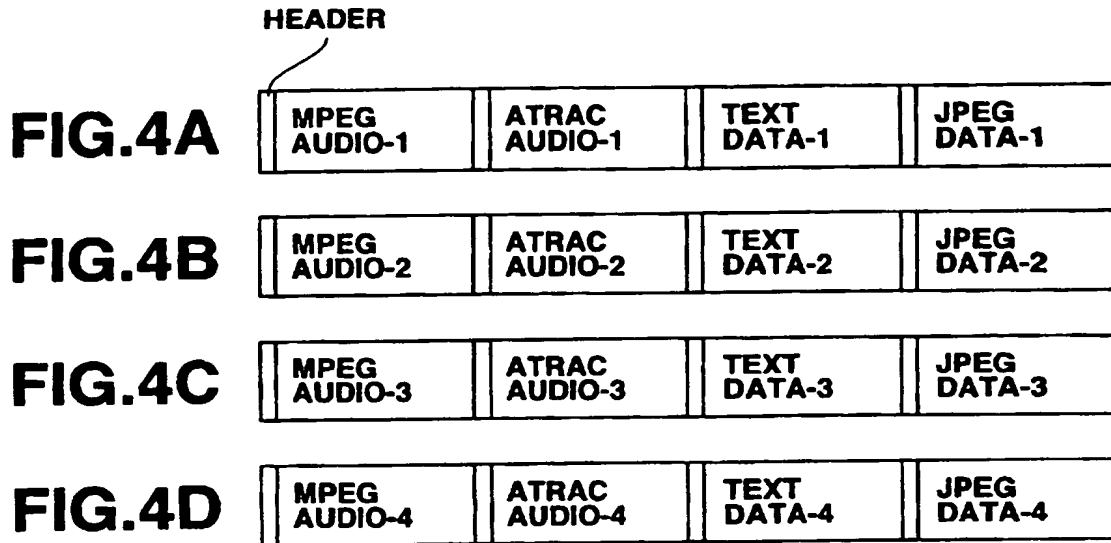 HEADER
FIG.4A
MPEG
AUDIO-1
ATRAC
AUDIO-1
TEXT
DATA-1
JPEG
DATA-1
FIG.4B
MPEG
AUDIO-2
ATRAC
AUDIO-2
TEXT
DATA-2
JPEG
DATA-2
FIG.4C
MPEG
AUDIO-3
ATRAC
AUDIO-3
TEXT
DATA-3
JPEG
DATA-3
FIG.4D
MPEG
AUDIO-4
ATRAC
AUDIO-4
TEXT
DATA-4
JPEG
DATA-4